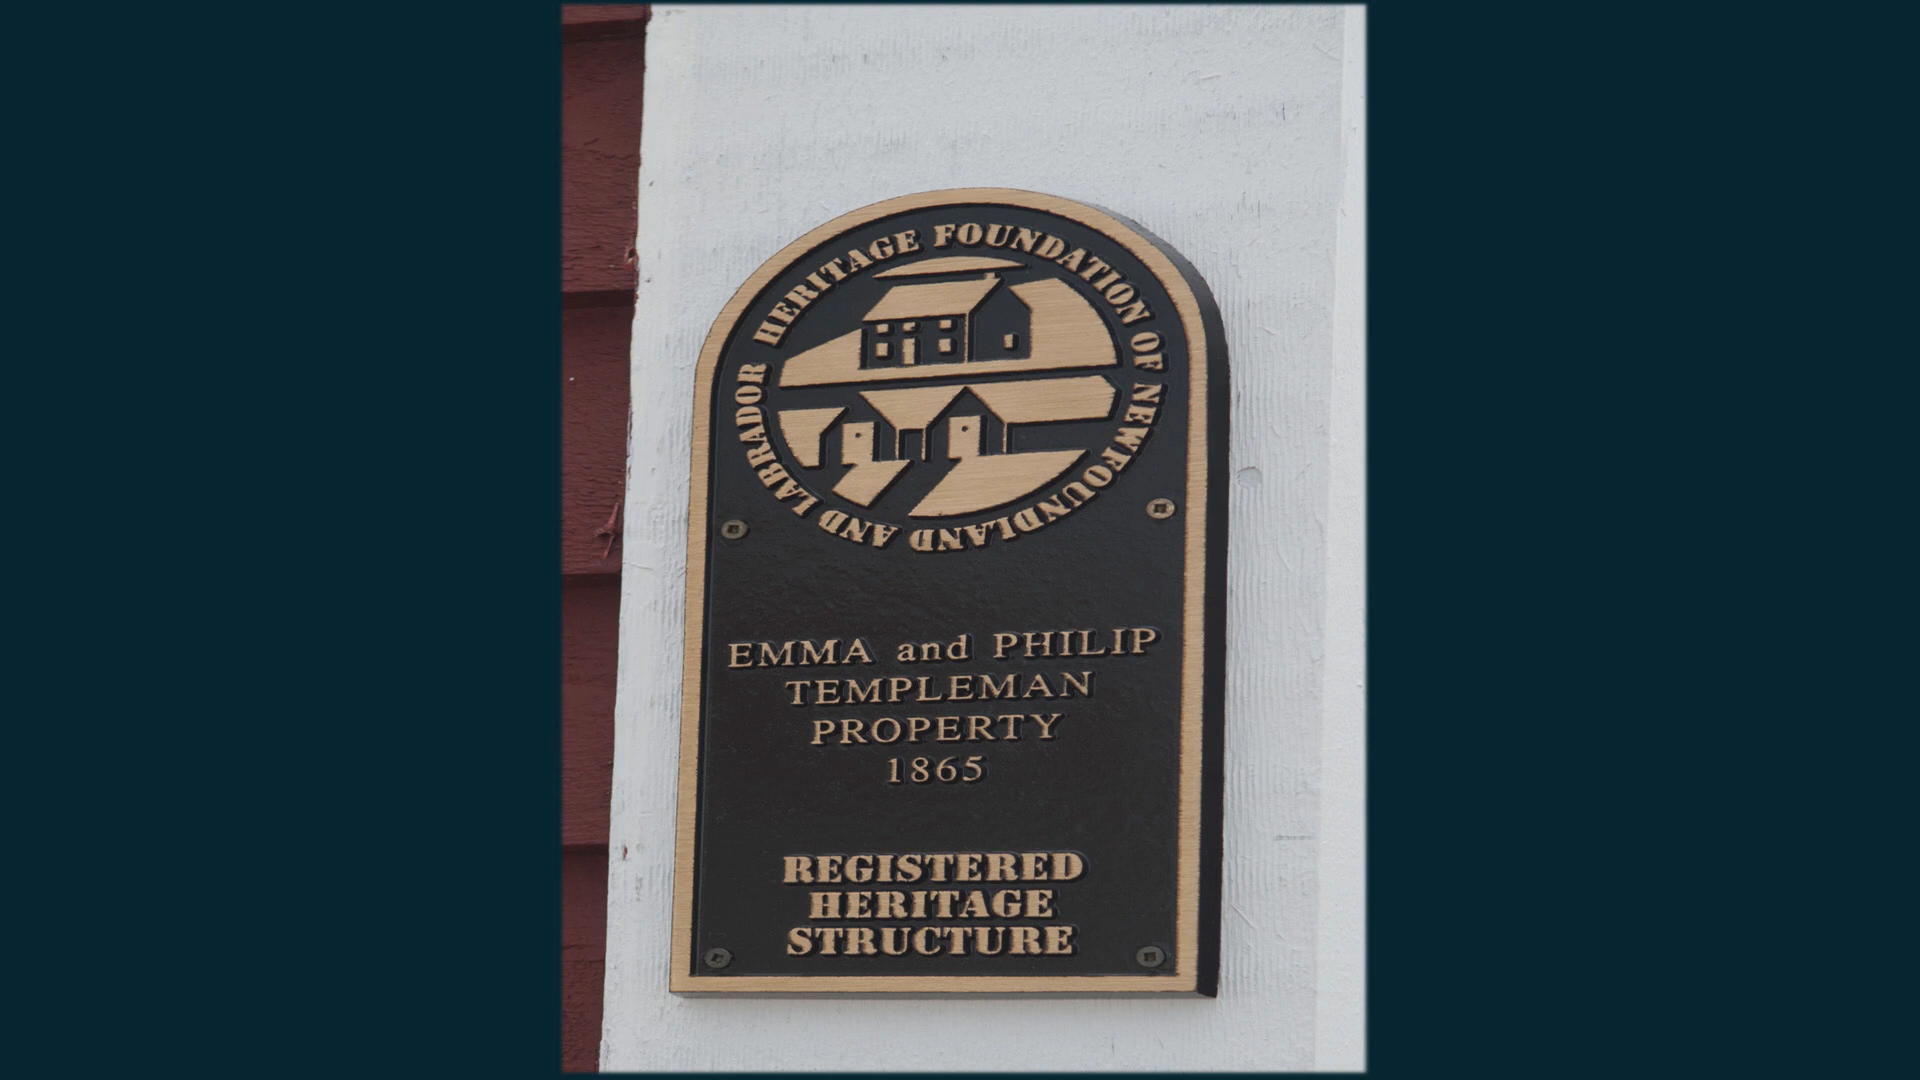 HERITAGE FOUNDATION OF NEWFOUNDLAND AND LABRADOR
EMMA and PHILIP
TEMPLEMAN
PROPERTY
1865
REGISTERED
HERITAGE
STRUCTURE